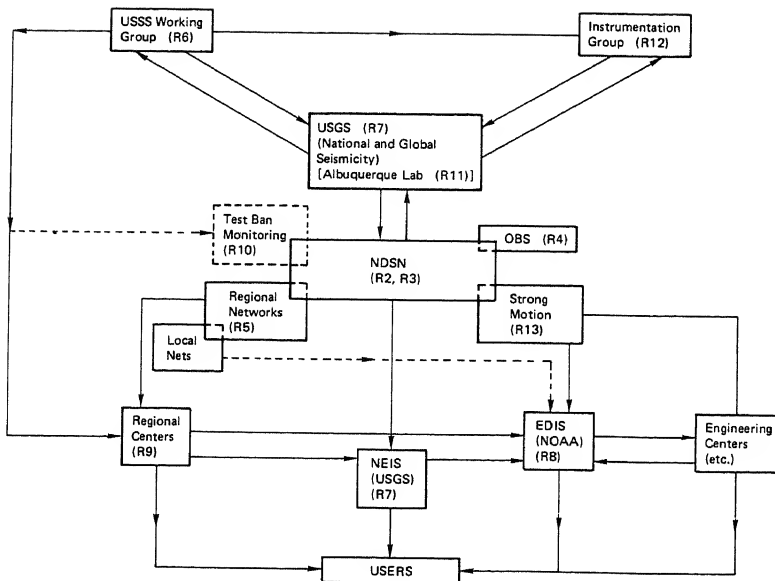 USSS Working
Group (R6)
Instrumentation
Group (R12)
USGS (R7)
(National and Global
Seismicity)
[Albuquerque Lab (R11)]
Test Ban
Monitoring
(R10)
OBS (R4)
NDSN
(R2, R3)
Regional
Networks
(R5)
Strong
Motion
(R13)
Local
Nets
Regional
Centers
(R9)
NEIS
(USGS)
(R7)
EDIS
(NOAA)
(R8)
Engineering
Centers
(etc.)
USERS